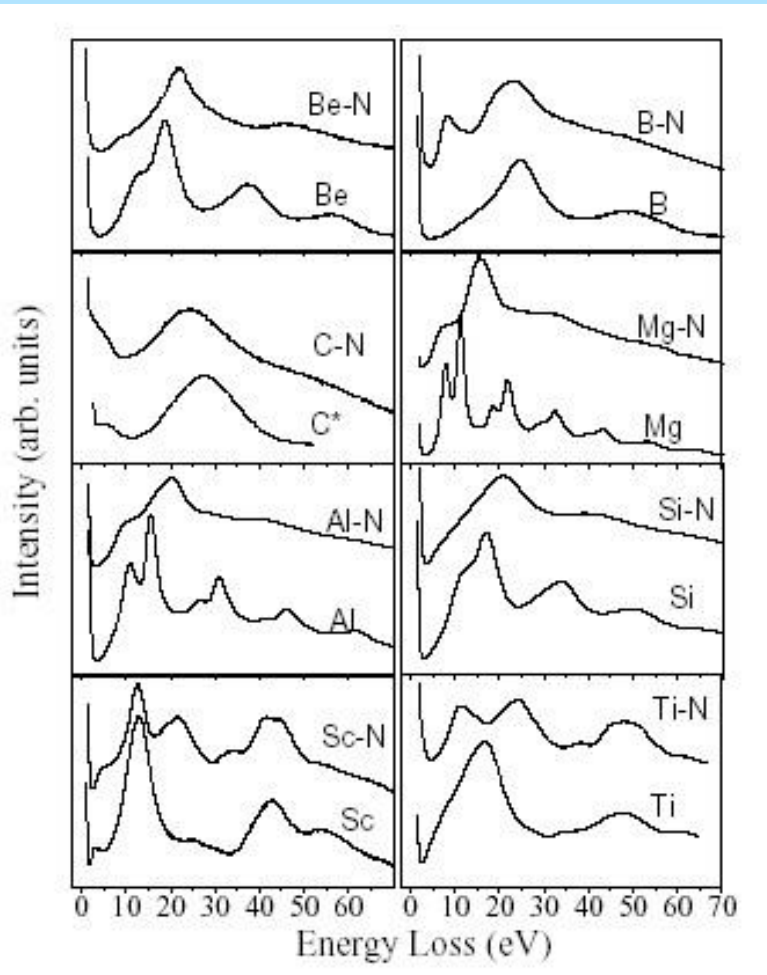 Be-N
Be
B-N
B
C-N
C*
Mg-N
Mg
Al-N
Al
Si-N
Si
Sc-N
Sc
Ti-N
Ti
Intensity (arb. units)
0 10 20 30 40 50 60 0 10 20 30 40 50 60 70
Energy Loss (eV)